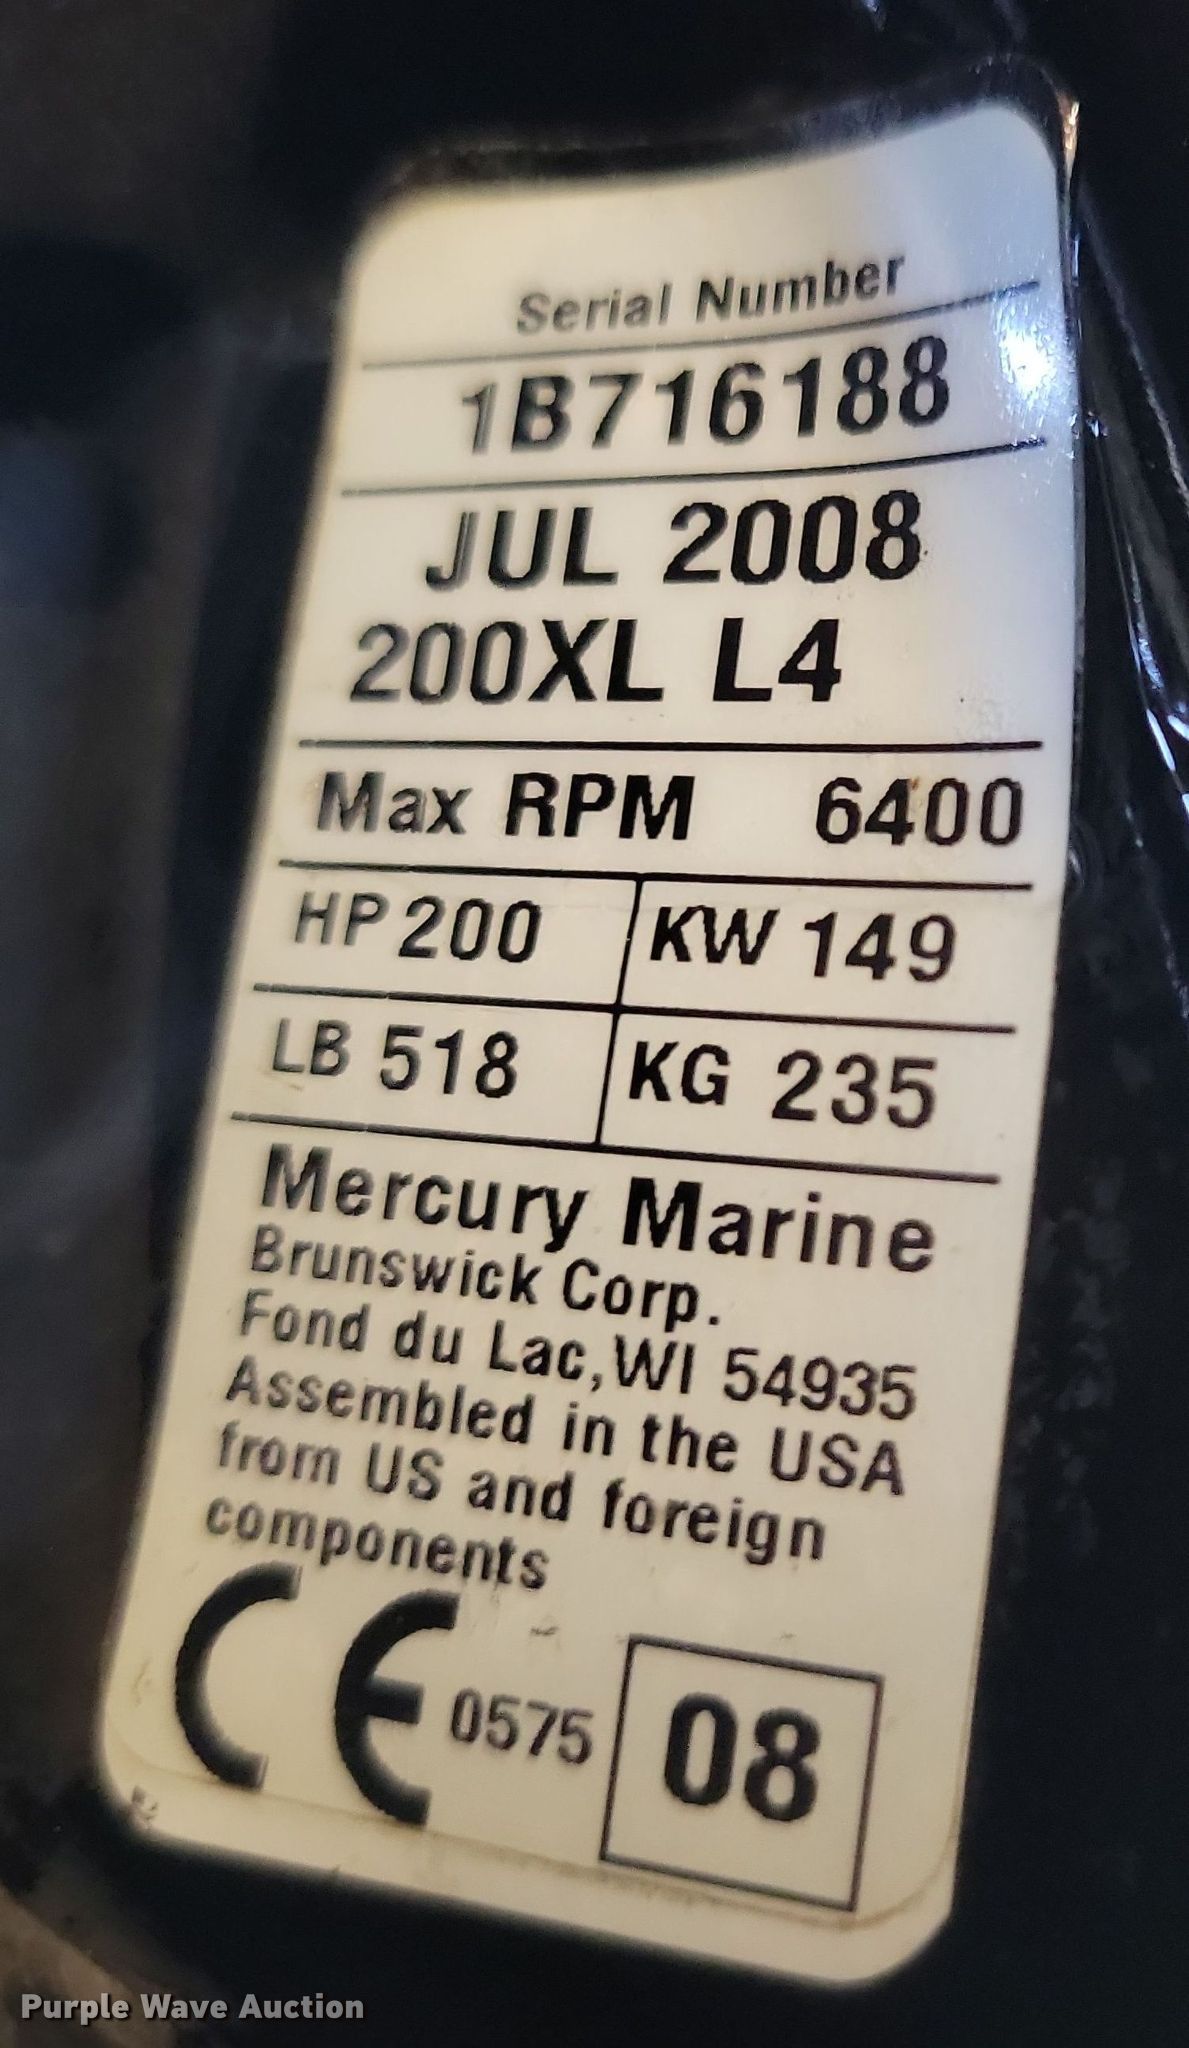 Serial Number
1B716188
JUL 2008
200XL L4
Max RPM 6400
HP 200 KW 149
LB 518 KG 235
Mercury Marine
Brunswick Corp.
Fond du Lac, WI 54935
Assembled in the USA
from US and foreign
components
CE 0575 08
Purple Wave Auction